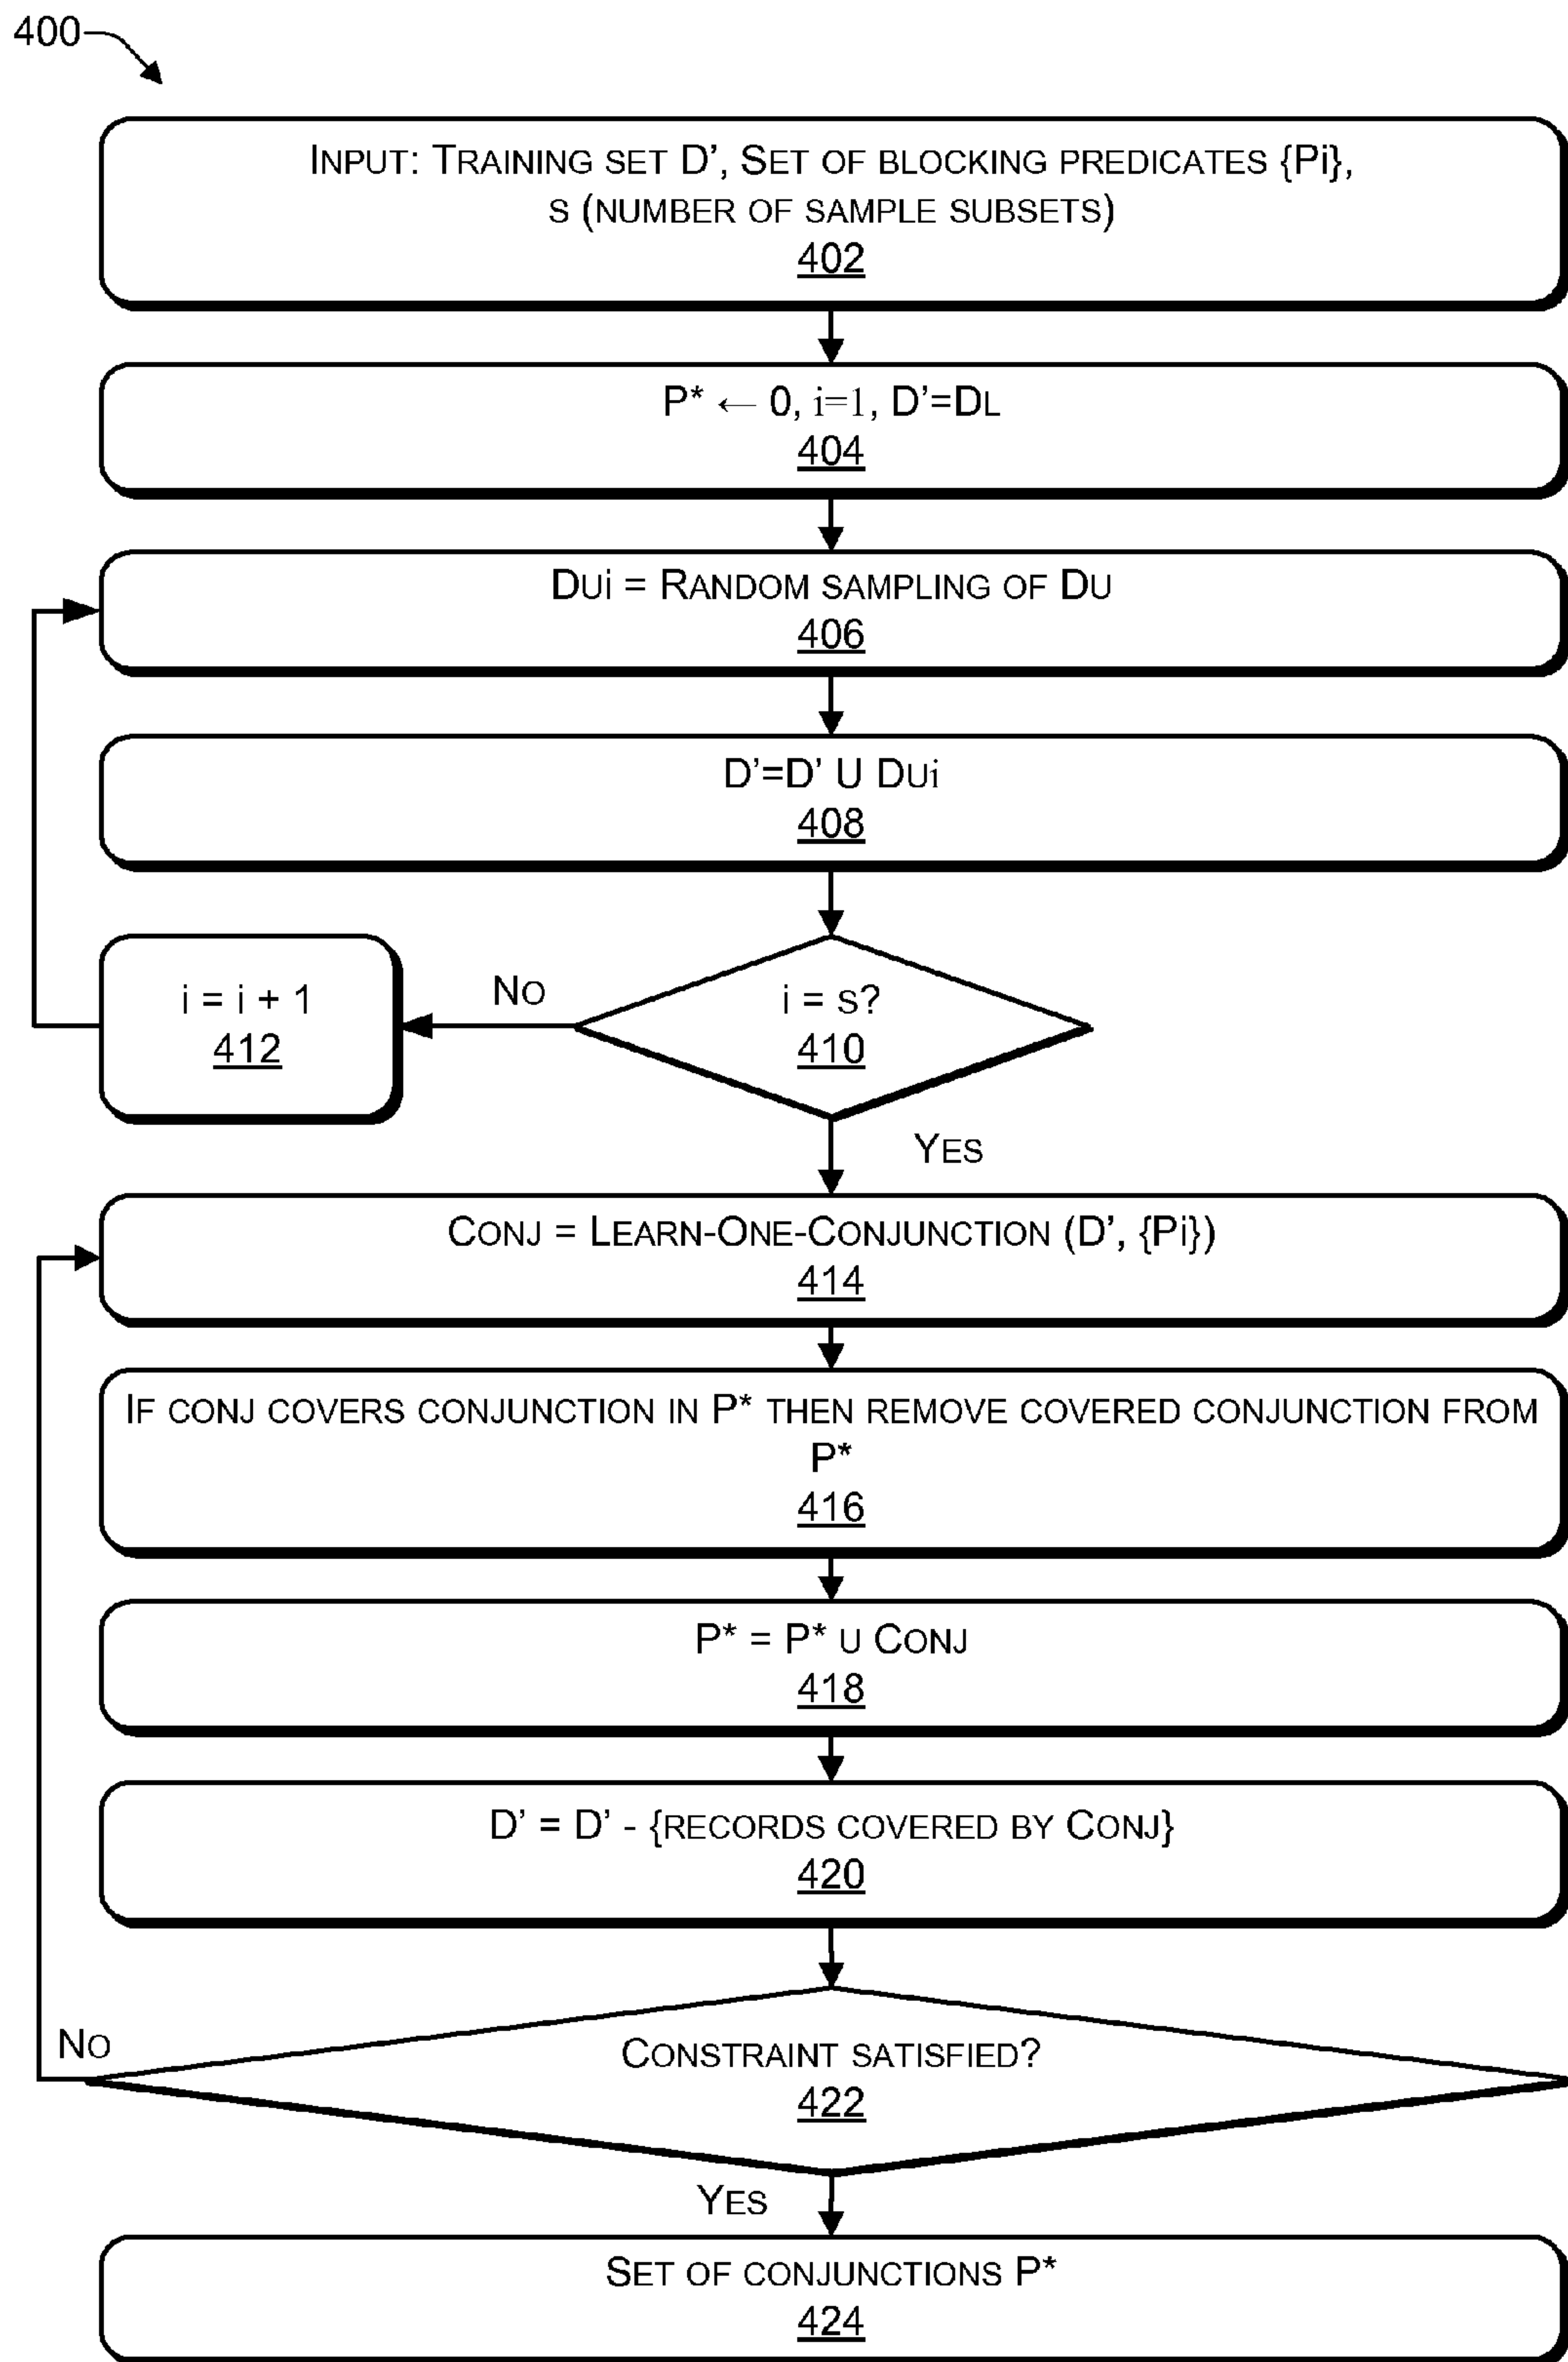 400
INPUT: TRAINING SET D’, SET OF BLOCKING PREDICATES {Pi},
S (NUMBER OF SAMPLE SUBSETS)
402
P* ← 0, i=1, D’=DL
404
DUi = RANDOM SAMPLING OF DU
406
D’=D’ U DUi
408
i = S?
410
NO
i = i + 1
412
YES
CONJ = LEARN-ONE-CONJUNCTION (D’, {Pi})
414
IF CONJ COVERS CONJUNCTION IN P* THEN REMOVE COVERED CONJUNCTION FROM
P*
416
P* = P* U CONJ
418
D’ = D’ - {RECORDS COVERED BY CONJ}
420
NO
CONSTRAINT SATISFIED?
422
YES
SET OF CONJUNCTIONS P*
424